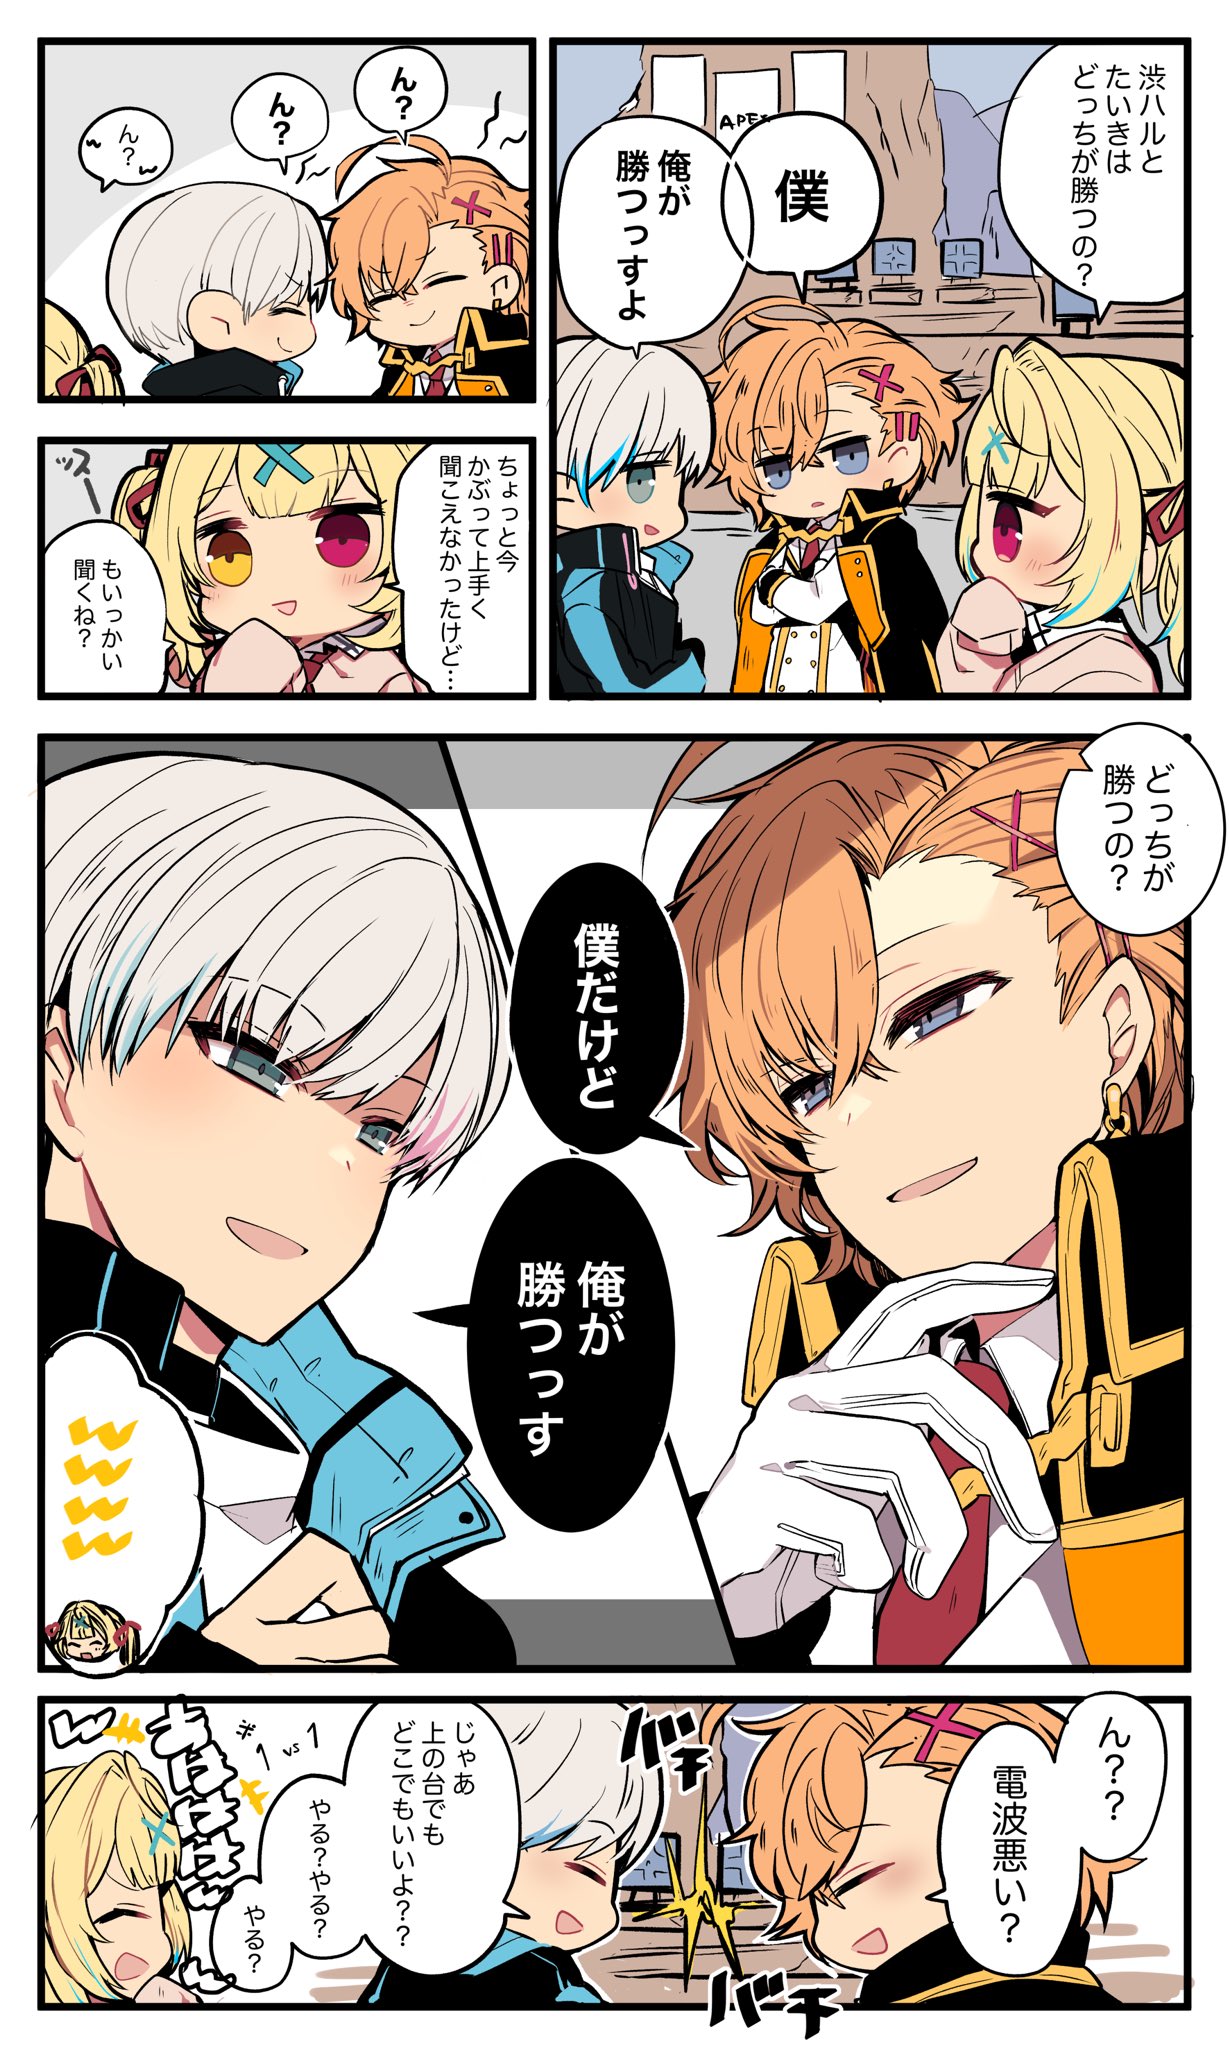 渋ハルと
たいきは
どっちが勝つの？
APEX
僕
俺が
勝つっすよ
ん？
ん？
ん？
ちょっと今
かぶって上手く
聞こえなかったけど…
もいっかい
聞くね？
ッスー
どっちが
勝つの？
僕だけど
俺が
勝つっす
wwww
ん？？
電波悪い？
バチ
バチ
じゃあ
上の台でも
どこでもいいよ？？
やる？やる？
やる？
※1vs1
あははははw
w